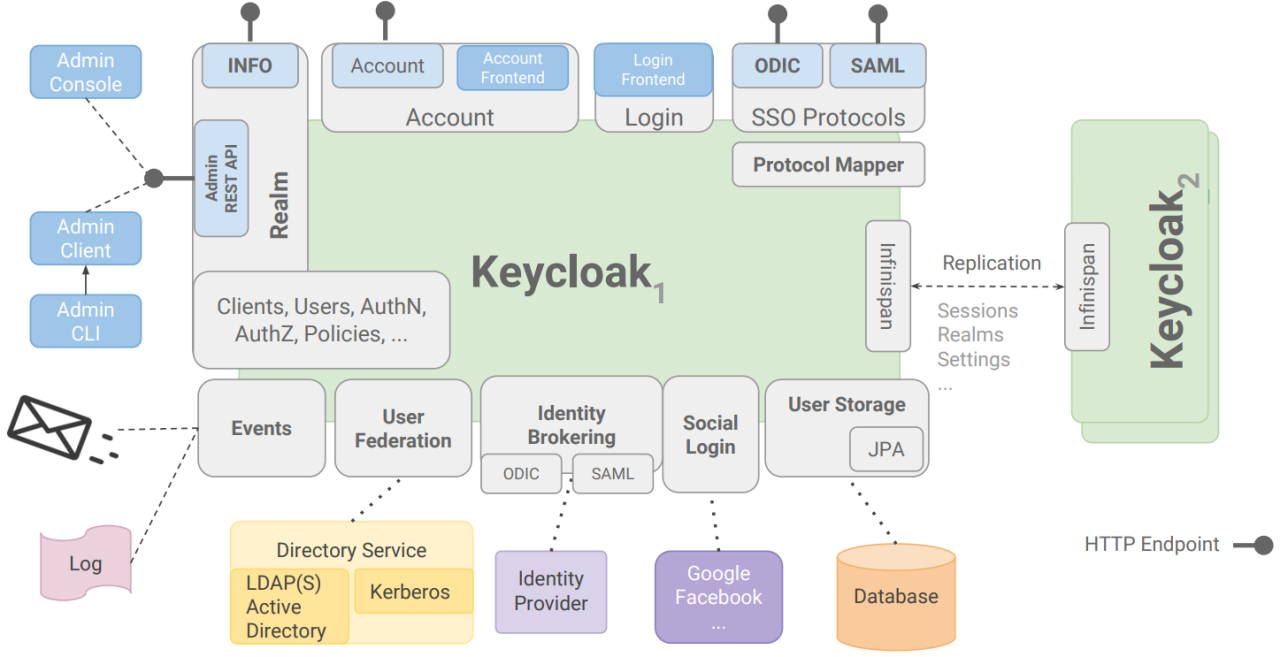 Admin
Console
INFO
Account
Account
Frontend
Account
Login
Frontend
Login
ODIC
SAML
SSO Protocols
Protocol Mapper
Admin
REST API
Realm
Admin
Client
Admin
CLI
Clients, Users, AuthN,
AuthZ, Policies, ...
Keycloak1
Infinispan
Replication
Sessions
Realms
Settings
...
Infinispan
Keycloak2
Events
User
Federation
Identity
Brokering
ODIC
SAML
Social
Login
User Storage
JPA
Log
Directory Service
LDAP(S)
Active
Directory
Kerberos
Identity
Provider
Google
Facebook
...
Database
HTTP Endpoint